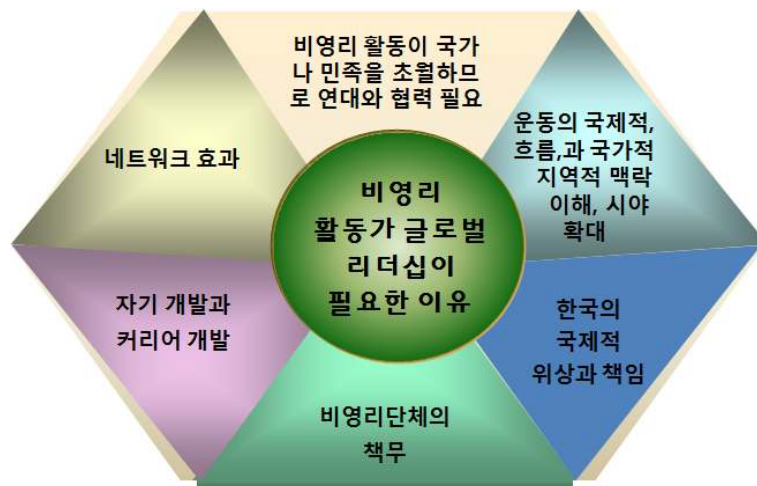 비영리 활동이 국가
나 민족을 초월하므
로 연대와 협력 필요
운동의 국제적,
흐름,과 국가적
지역적 맥락
이해, 시야
확대
네트워크 효과
비영리
활동가 글로벌
리더십이
필요한 이유
자기 개발과
커리어 개발
한국의
국제적
위상과 책임
비영리단체의
책무